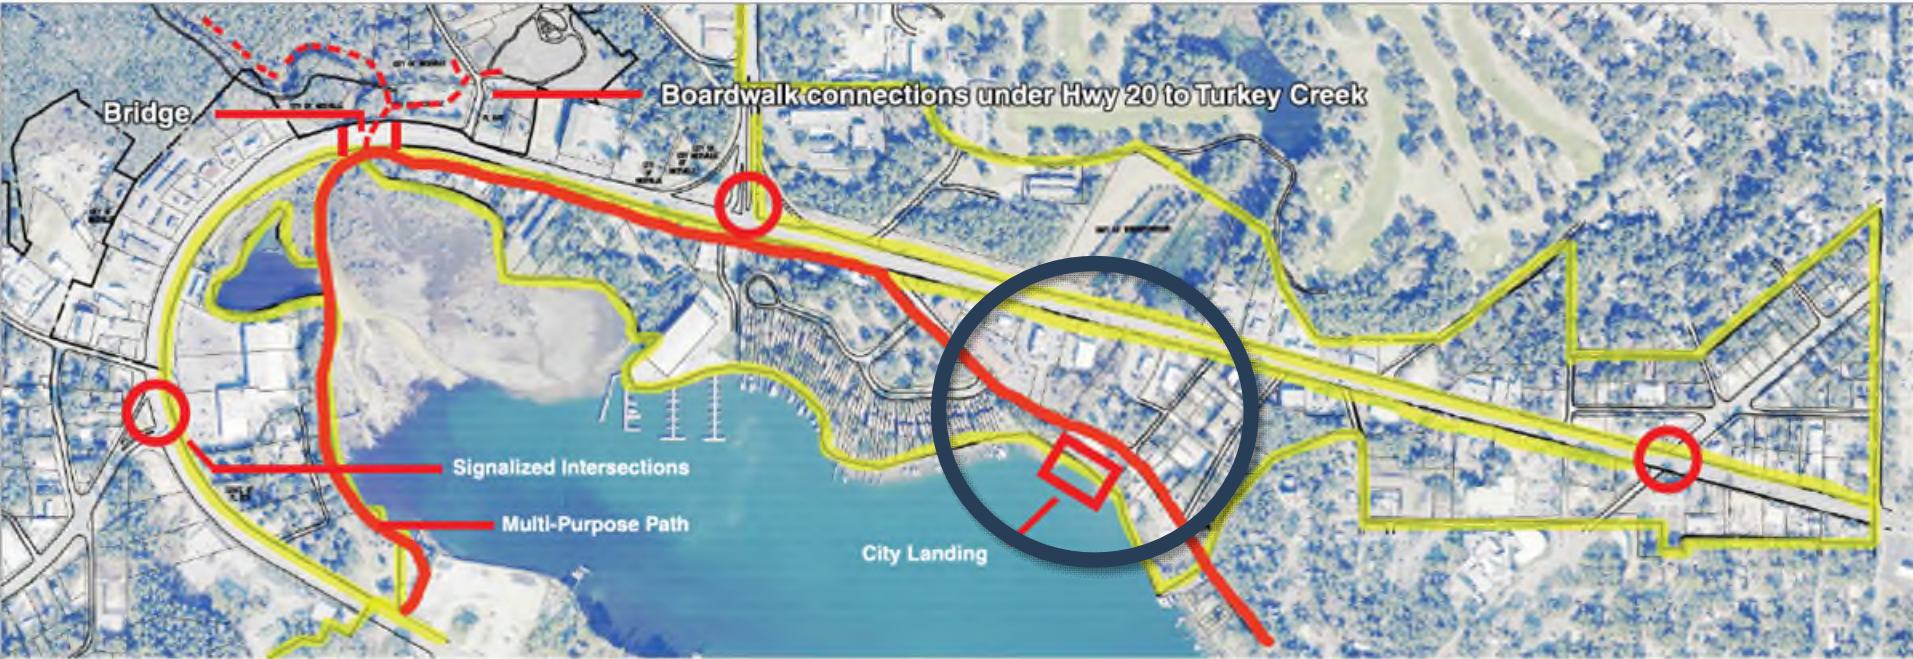 Bridge
Boardwalk connections under Hwy 20 to Turkey Creek
Signalized Intersections
Multi-Purpose Path
City Landing